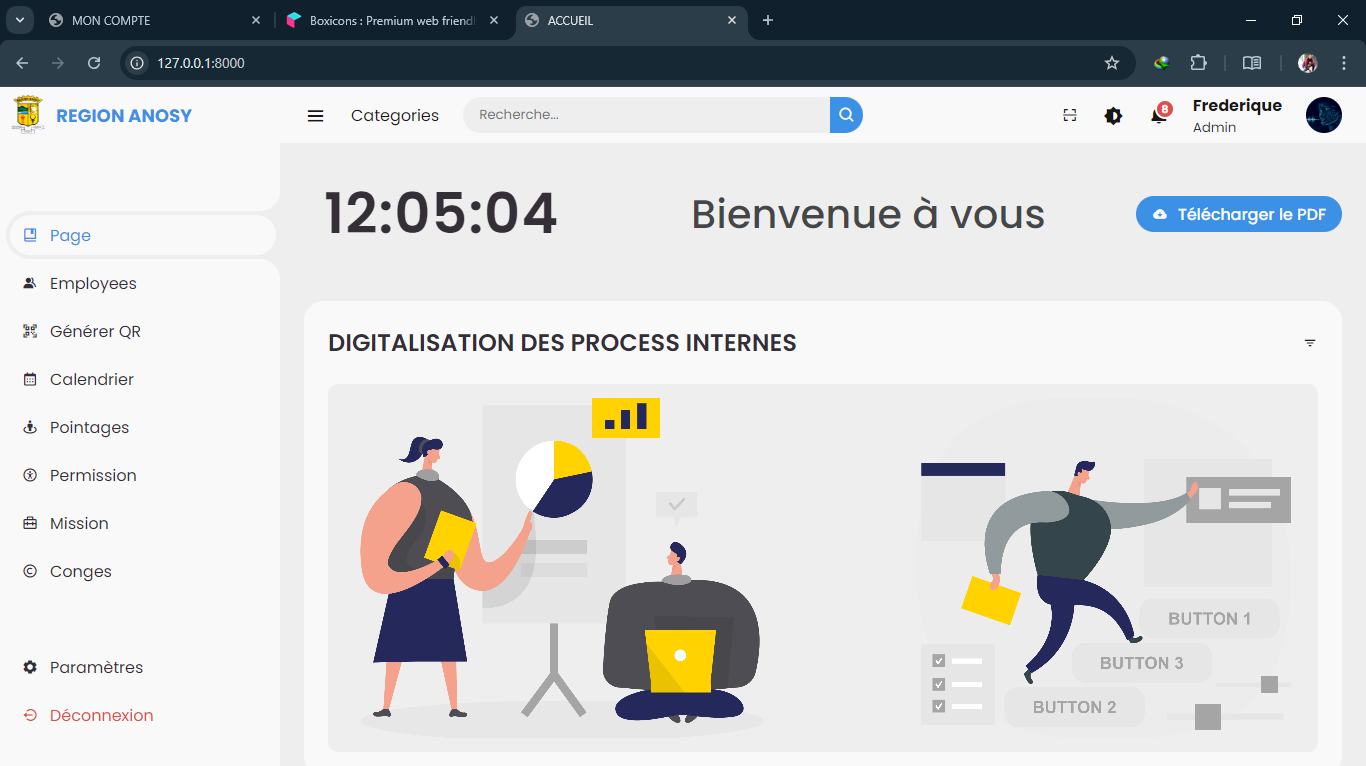 MON COMPTE
Boxicons : Premium web friendl
ACCUEIL
127.0.0.1:8000
REGION ANOSY
Categories
Recherche...
8
Frederique
Admin
12:05:04
Bienvenue à vous
Télécharger le PDF
Page
Employees
Générer QR
Calendrier
Pointages
Permission
Mission
Conges
Paramètres
Déconnexion
DIGITALISATION DES PROCESS INTERNES
BUTTON 1
BUTTON 3
BUTTON 2